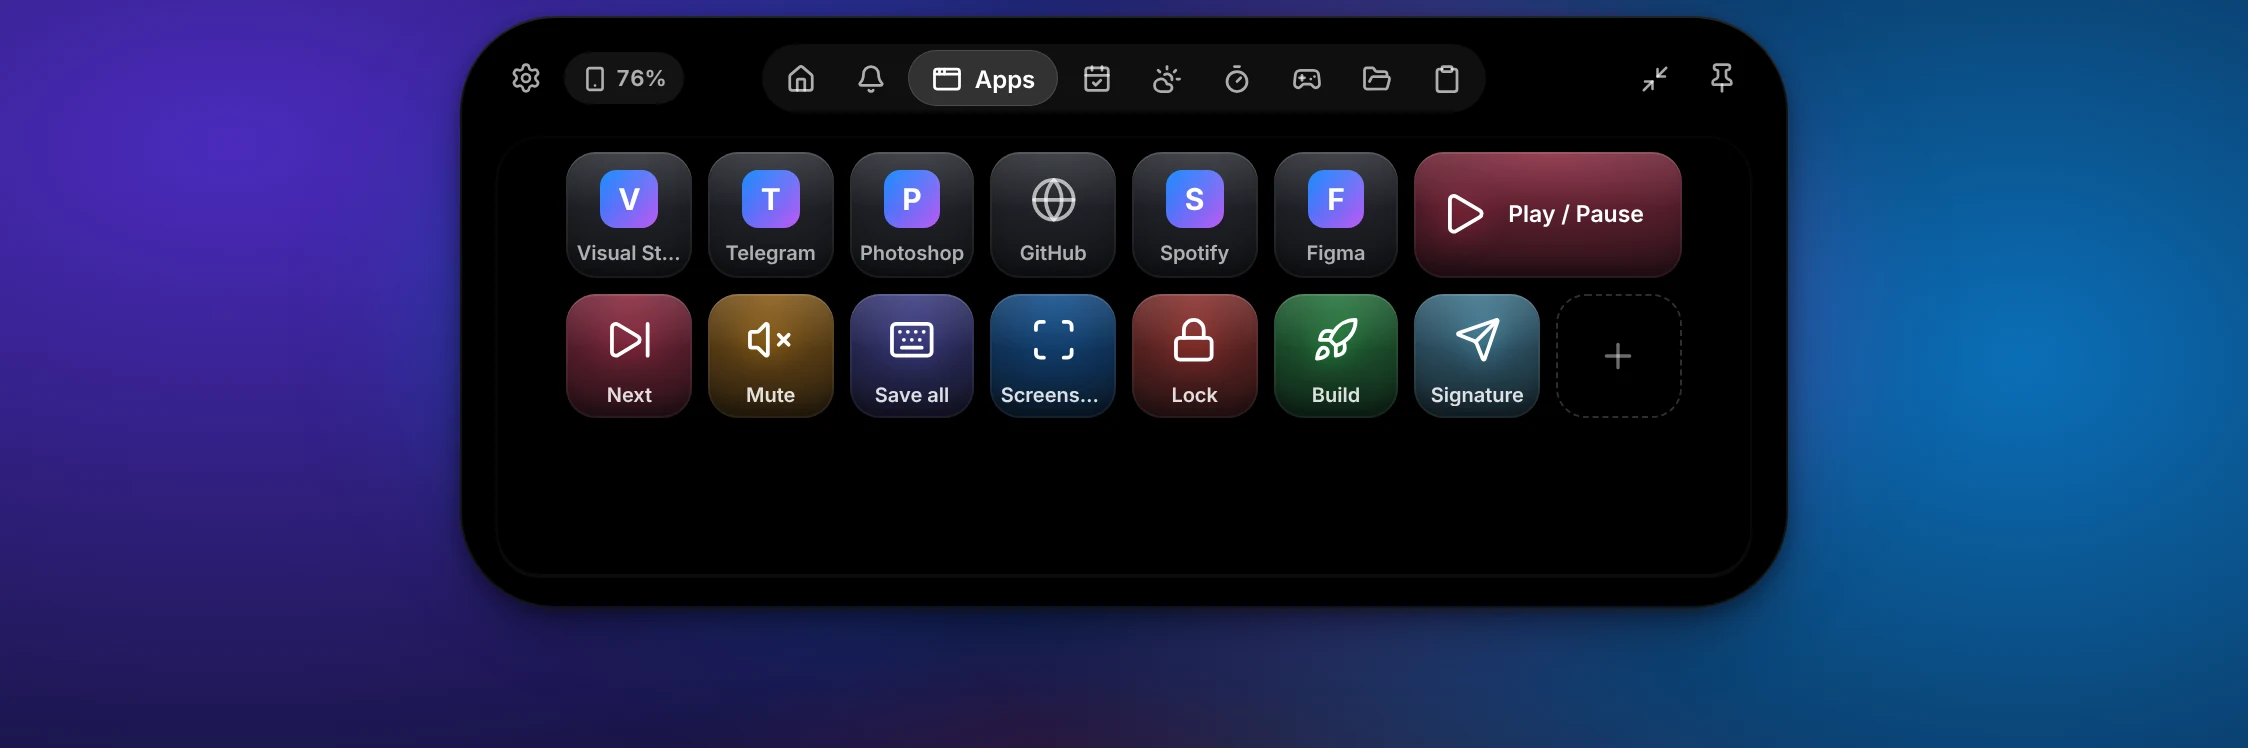 76% Apps
V T P S F Play / Pause
Visual St... Telegram Photoshop GitHub Spotify Figma
Next Mute Save all Screens... Lock Build Signature